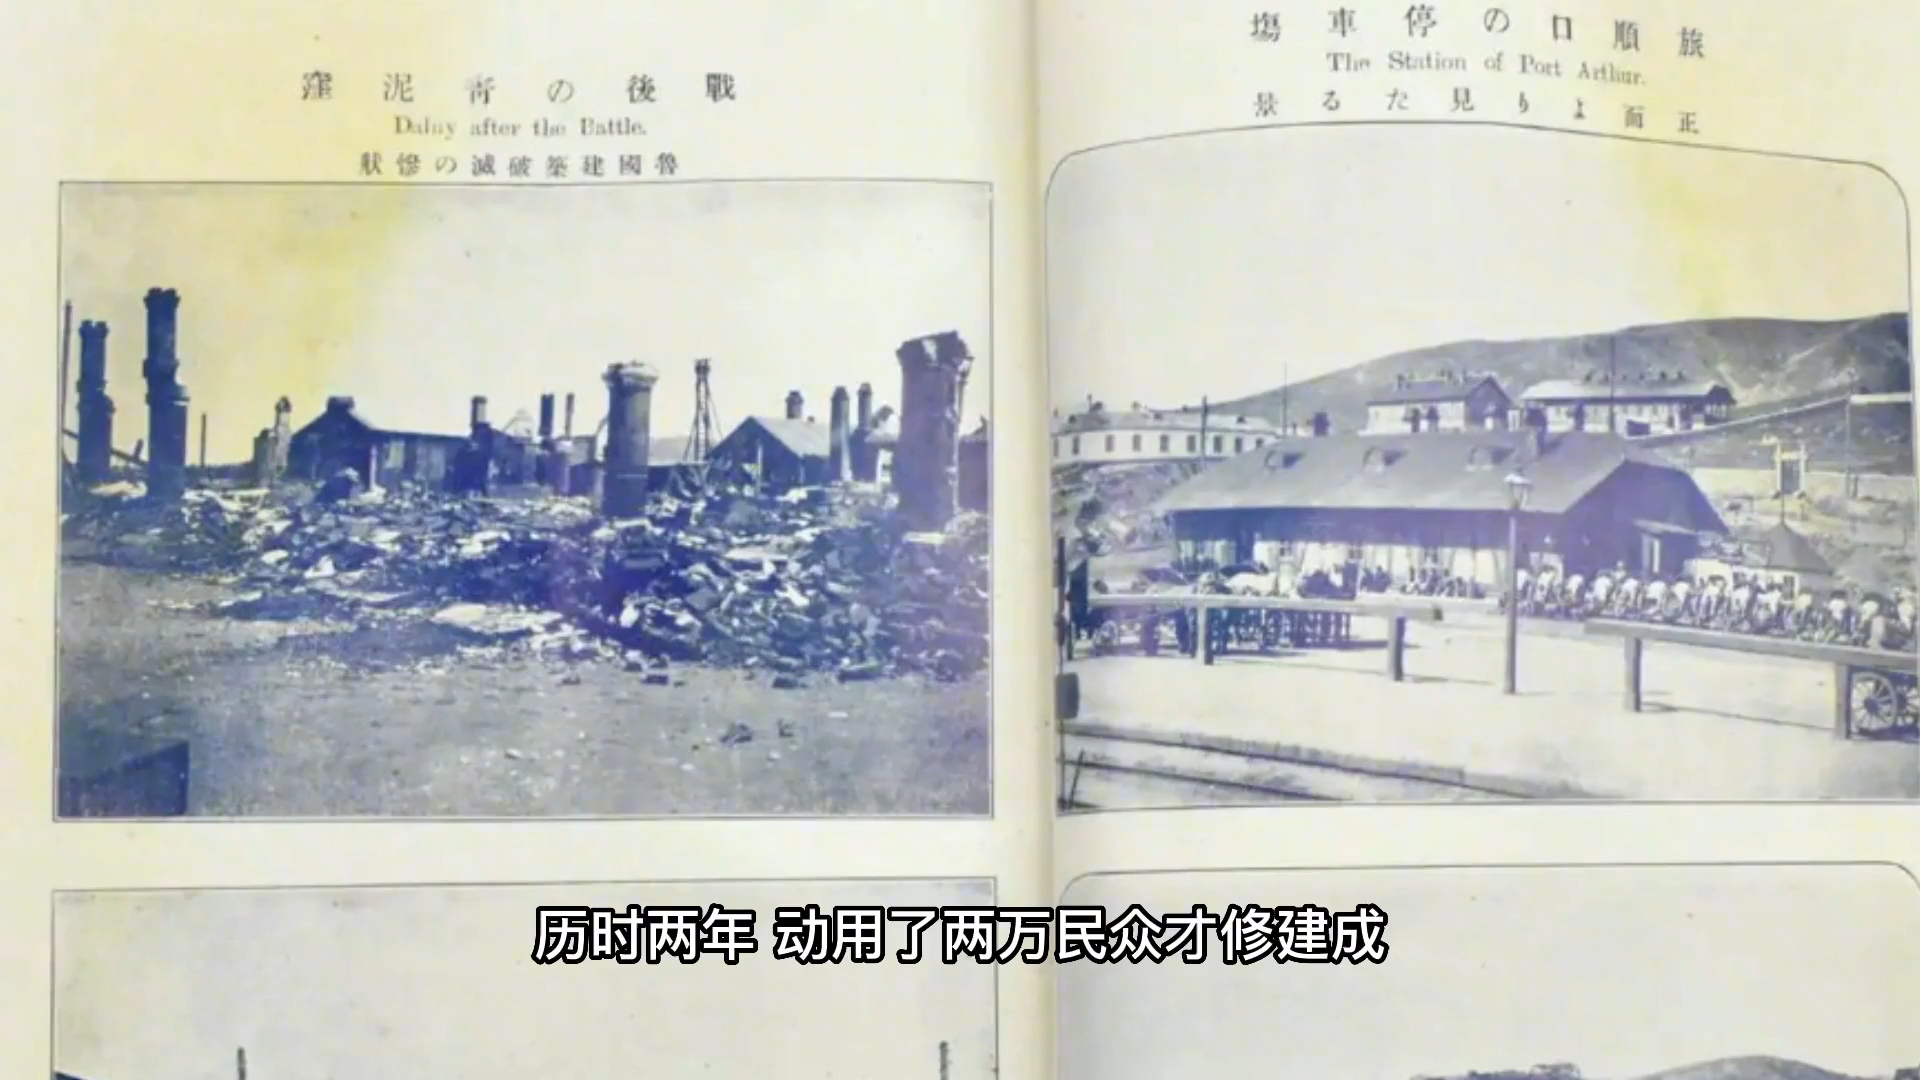 戰後の靑泥窪
Dalny after the Battle.
魯國建築破滅の慘狀
旅順口の停車塲
The Station of Port Arthur.
正面より見たる景
历时两年 动用了两万民众才修建成